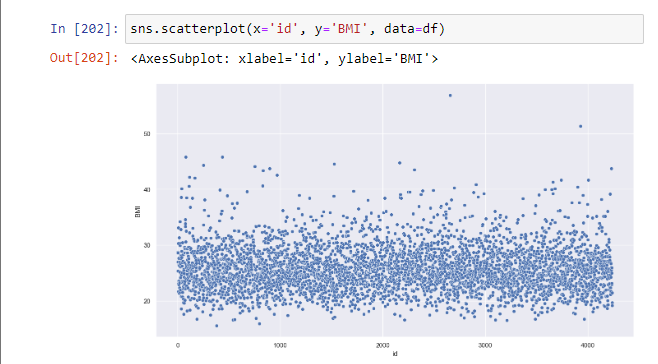 In [202]: sns.scatterplot(x='id', y='BMI', data=df)
Out[202]: <AxesSubplot: xlabel='id', ylabel='BMI'>
50
40
BMI
30
20
0 1000 2000 3000 4000
id